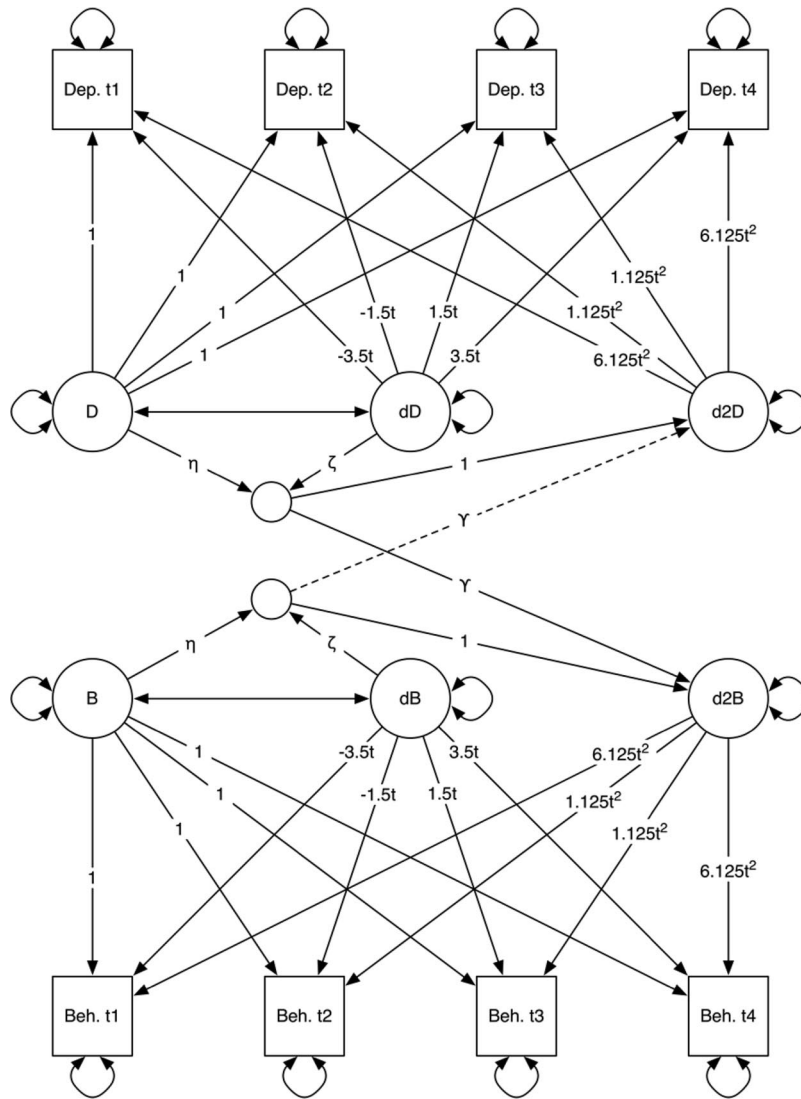 Dep. t1 Dep. t2 Dep. t3 Dep. t4
1
6.125t²
1
1.125t²
1
-1.5t
1.5t
1.125t²
1
-3.5t
3.5t
6.125t²
D
dD
d2D
η
ζ
1
ϒ
ϒ
η
ζ
1
B
dB
d2B
1
-3.5t
3.5t
6.125t²
1
-1.5t
1.5t
1.125t²
1
1.125t²
1
6.125t²
Beh. t1 Beh. t2 Beh. t3 Beh. t4